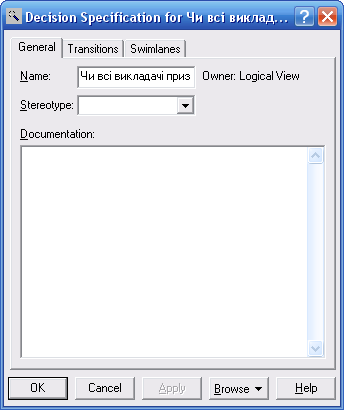 Decision Specification for Чи всі виклад...
General Transitions Swimlanes
Name: Чи всі викладачі приз Owner: Logical View
Stereotype:
Documentation:
OK Cancel Apply Browse Help